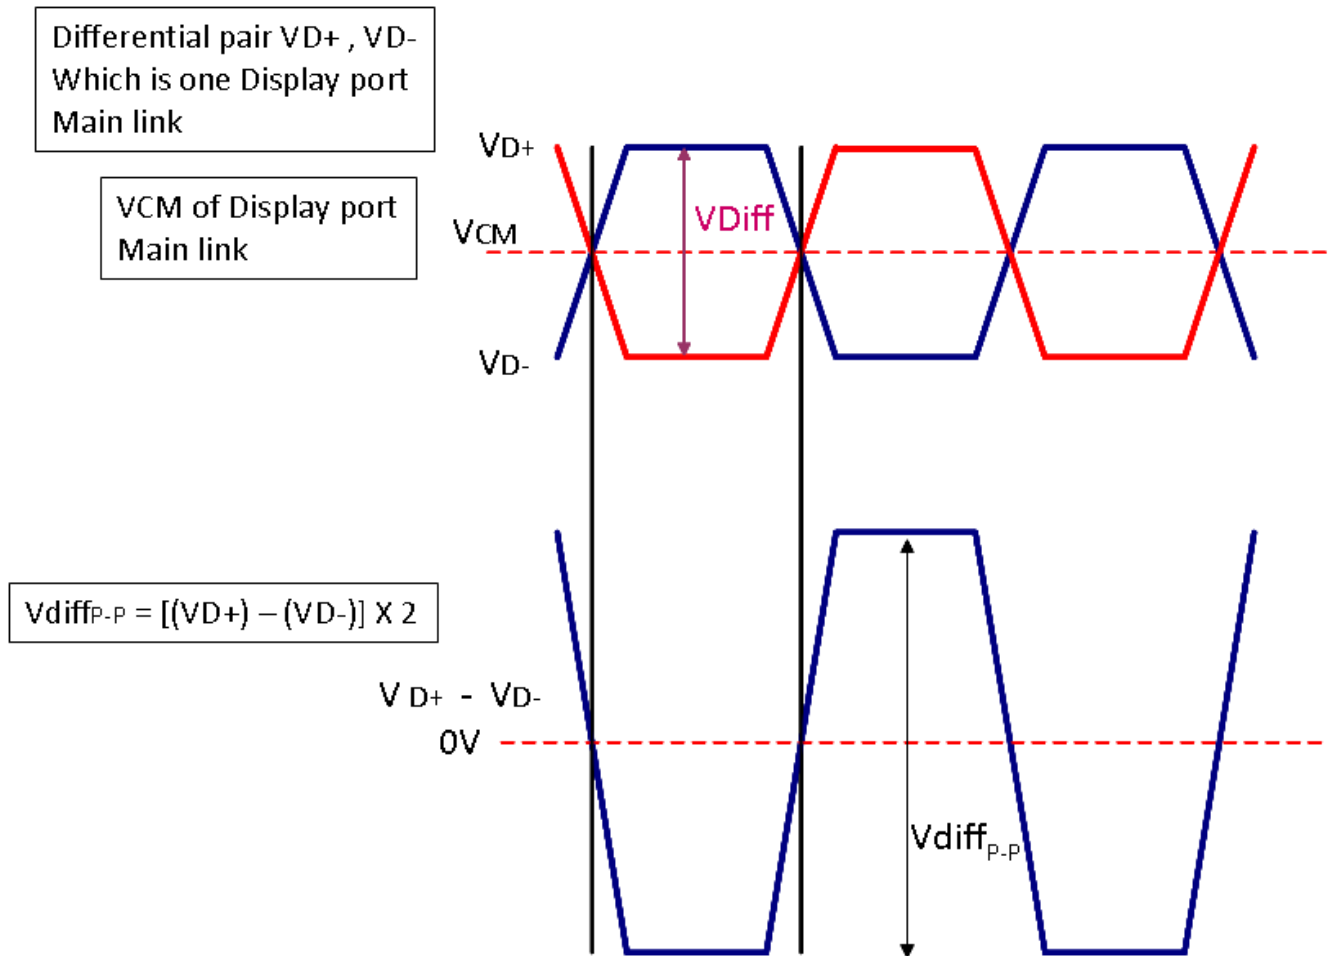 Differential pair VD+ , VD-
Which is one Display port
Main link
VCM of Display port
Main link
VD+
VDiff
VCM
VD-
VdiffP-P = [(VD+) – (VD-)] X 2
V D+ - VD-
0V
VdiffP-P